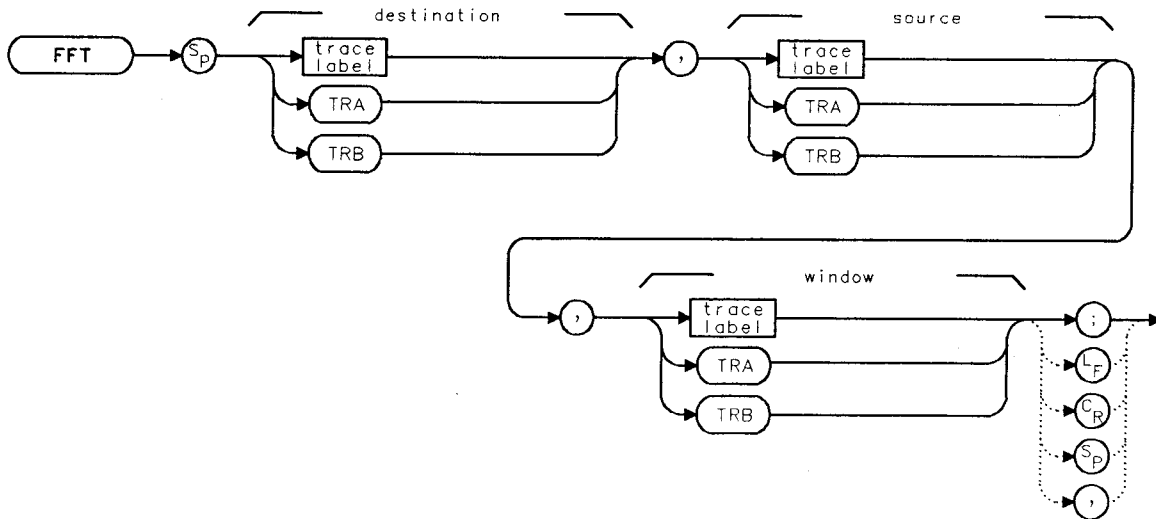 destination
source
FFT
SP
trace label
,
trace label
TRA
TRA
TRB
TRB
window
,
trace label
;
TRA
LF
TRB
CR
SP
,